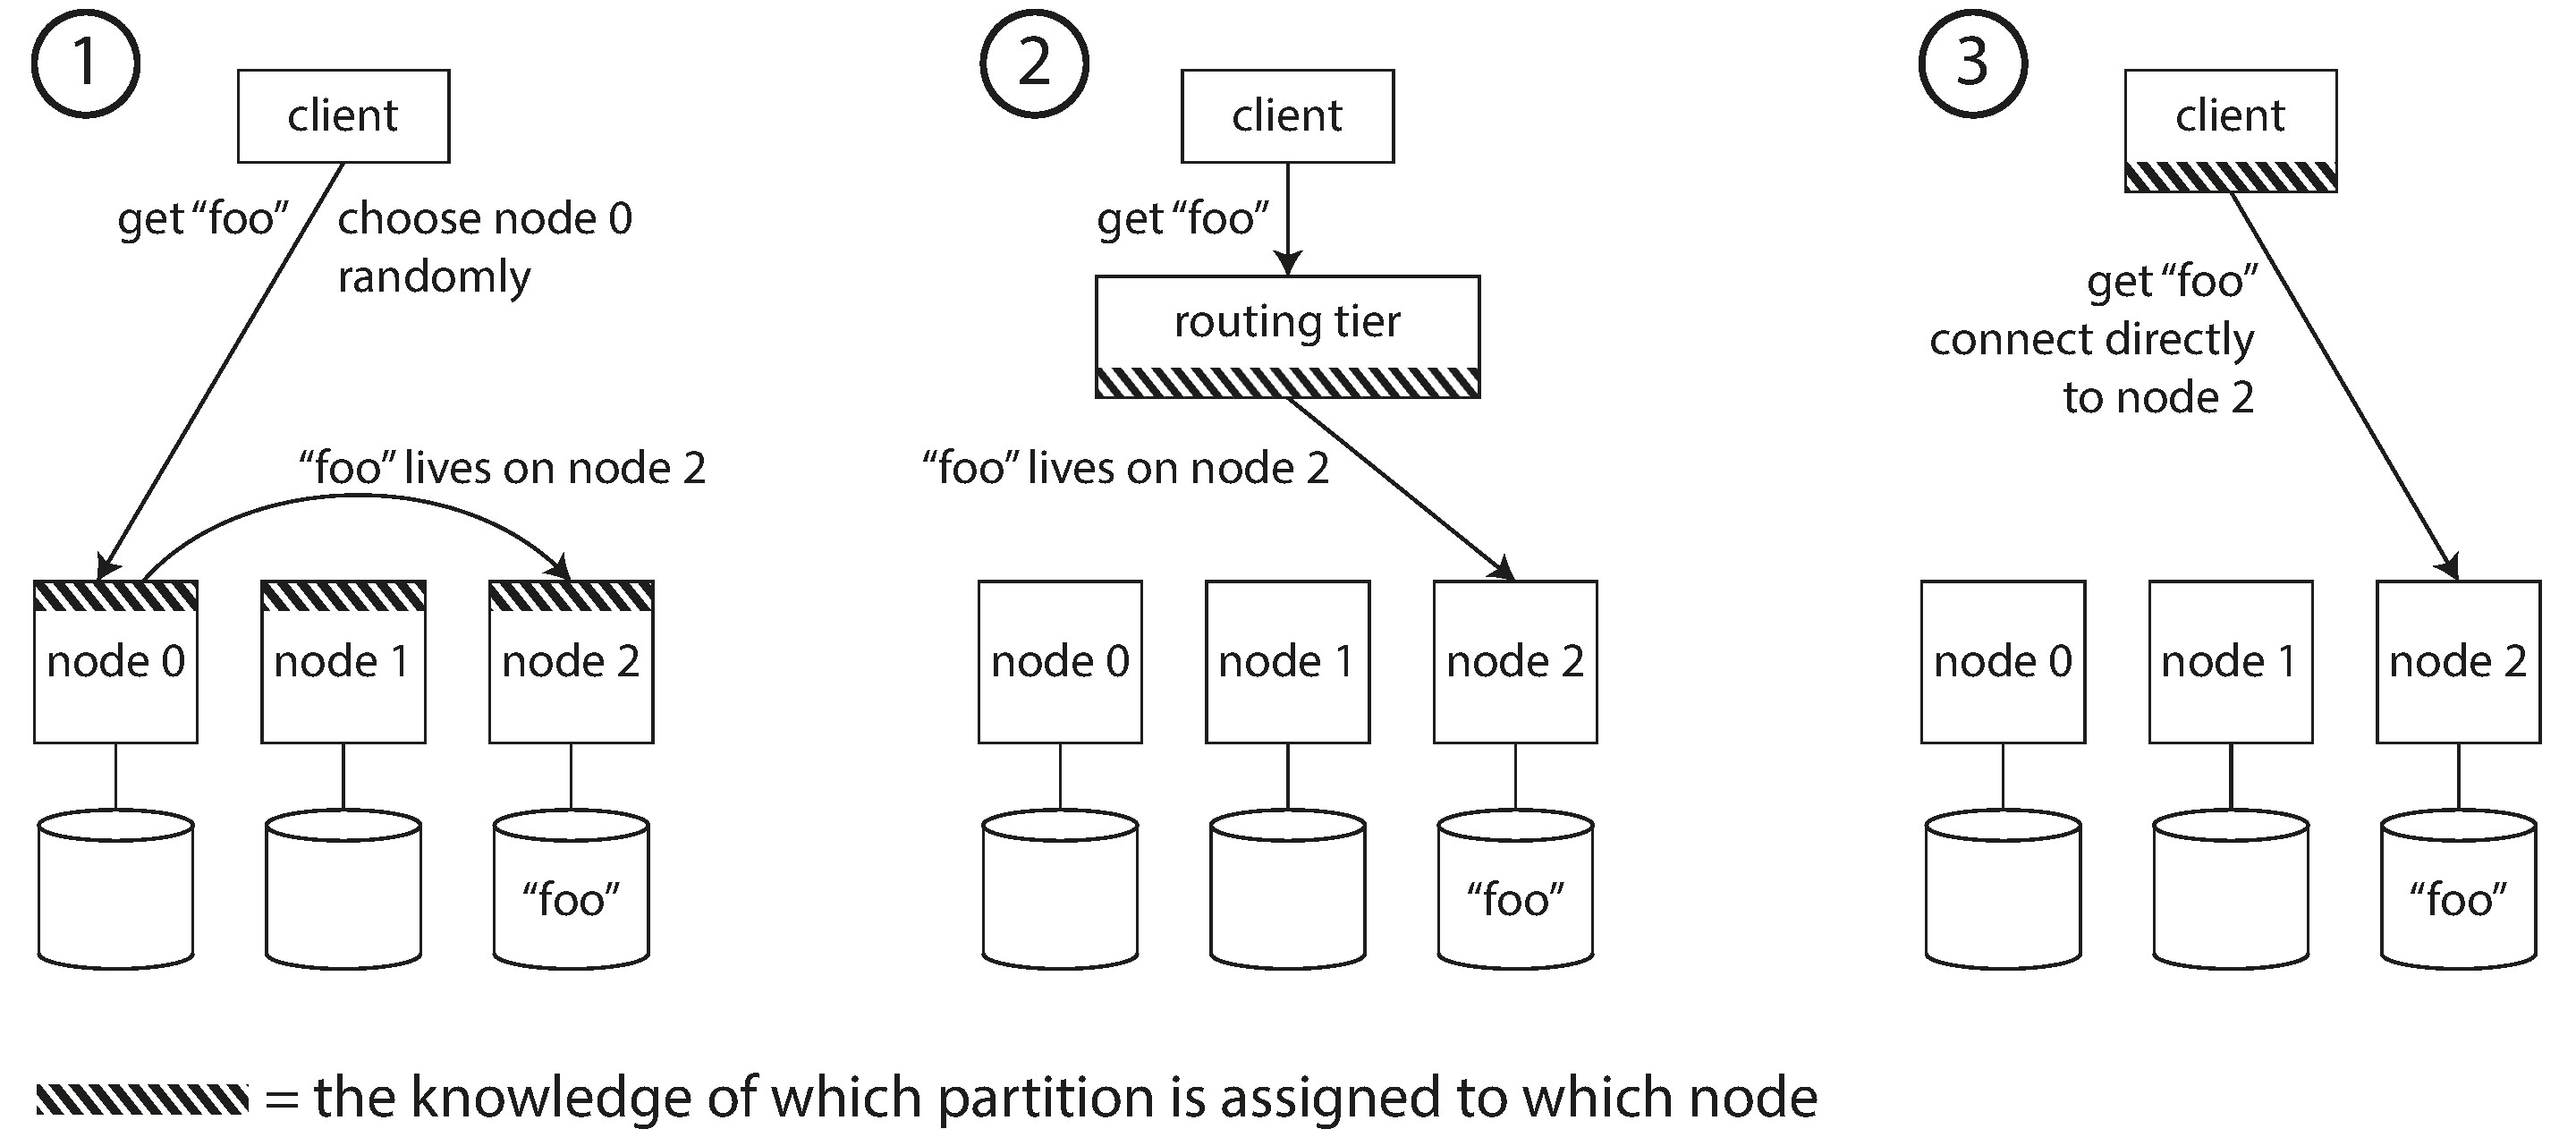 1
client
get “foo”
choose node 0
randomly
“foo” lives on node 2
node 0
node 1
node 2
“foo”
2
client
get “foo”
routing tier
“foo” lives on node 2
node 0
node 1
node 2
“foo”
3
client
get “foo”
connect directly
to node 2
node 0
node 1
node 2
“foo”
= the knowledge of which partition is assigned to which node